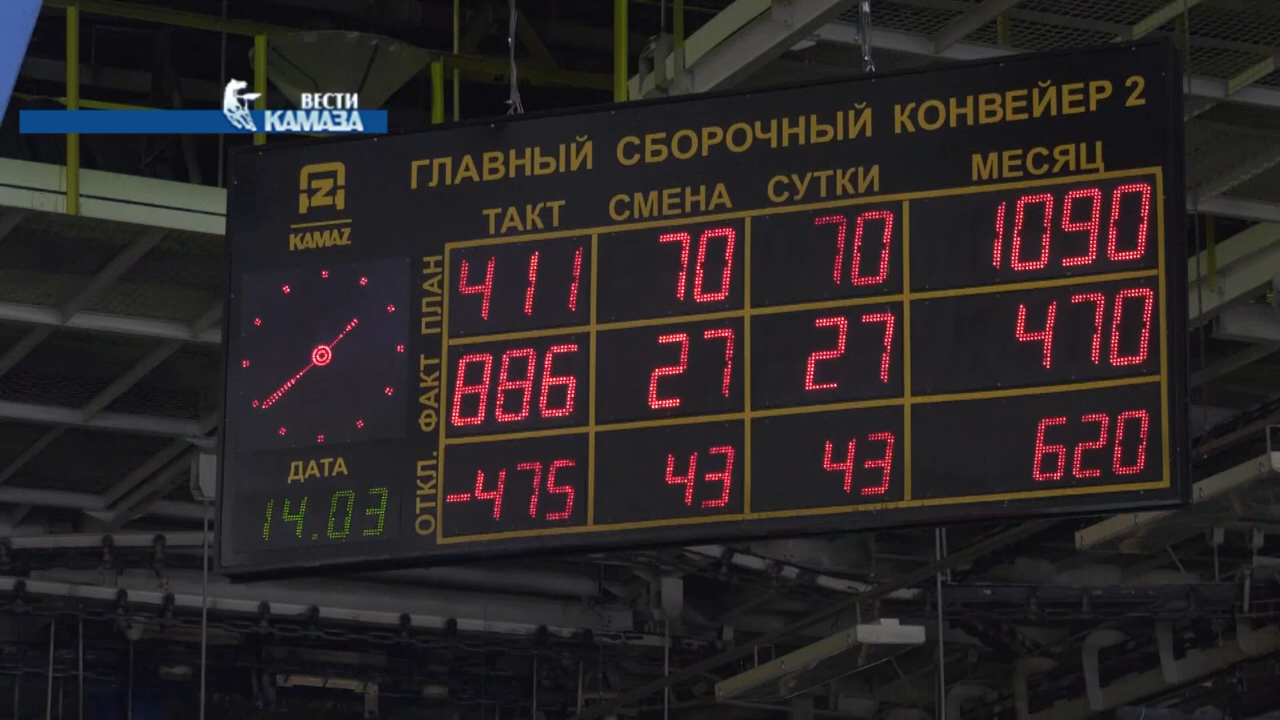 ВЕСТИ
КАМАЗА
ГЛАВНЫЙ СБОРОЧНЫЙ КОНВЕЙЕР 2
KAMAZ
ТАКТ СМЕНА СУТКИ МЕСЯЦ
ПЛАН 411 70 70 1090
ФАКТ 886 27 27 470
ОТКЛ. -475 43 43 620
ДАТА
14.03